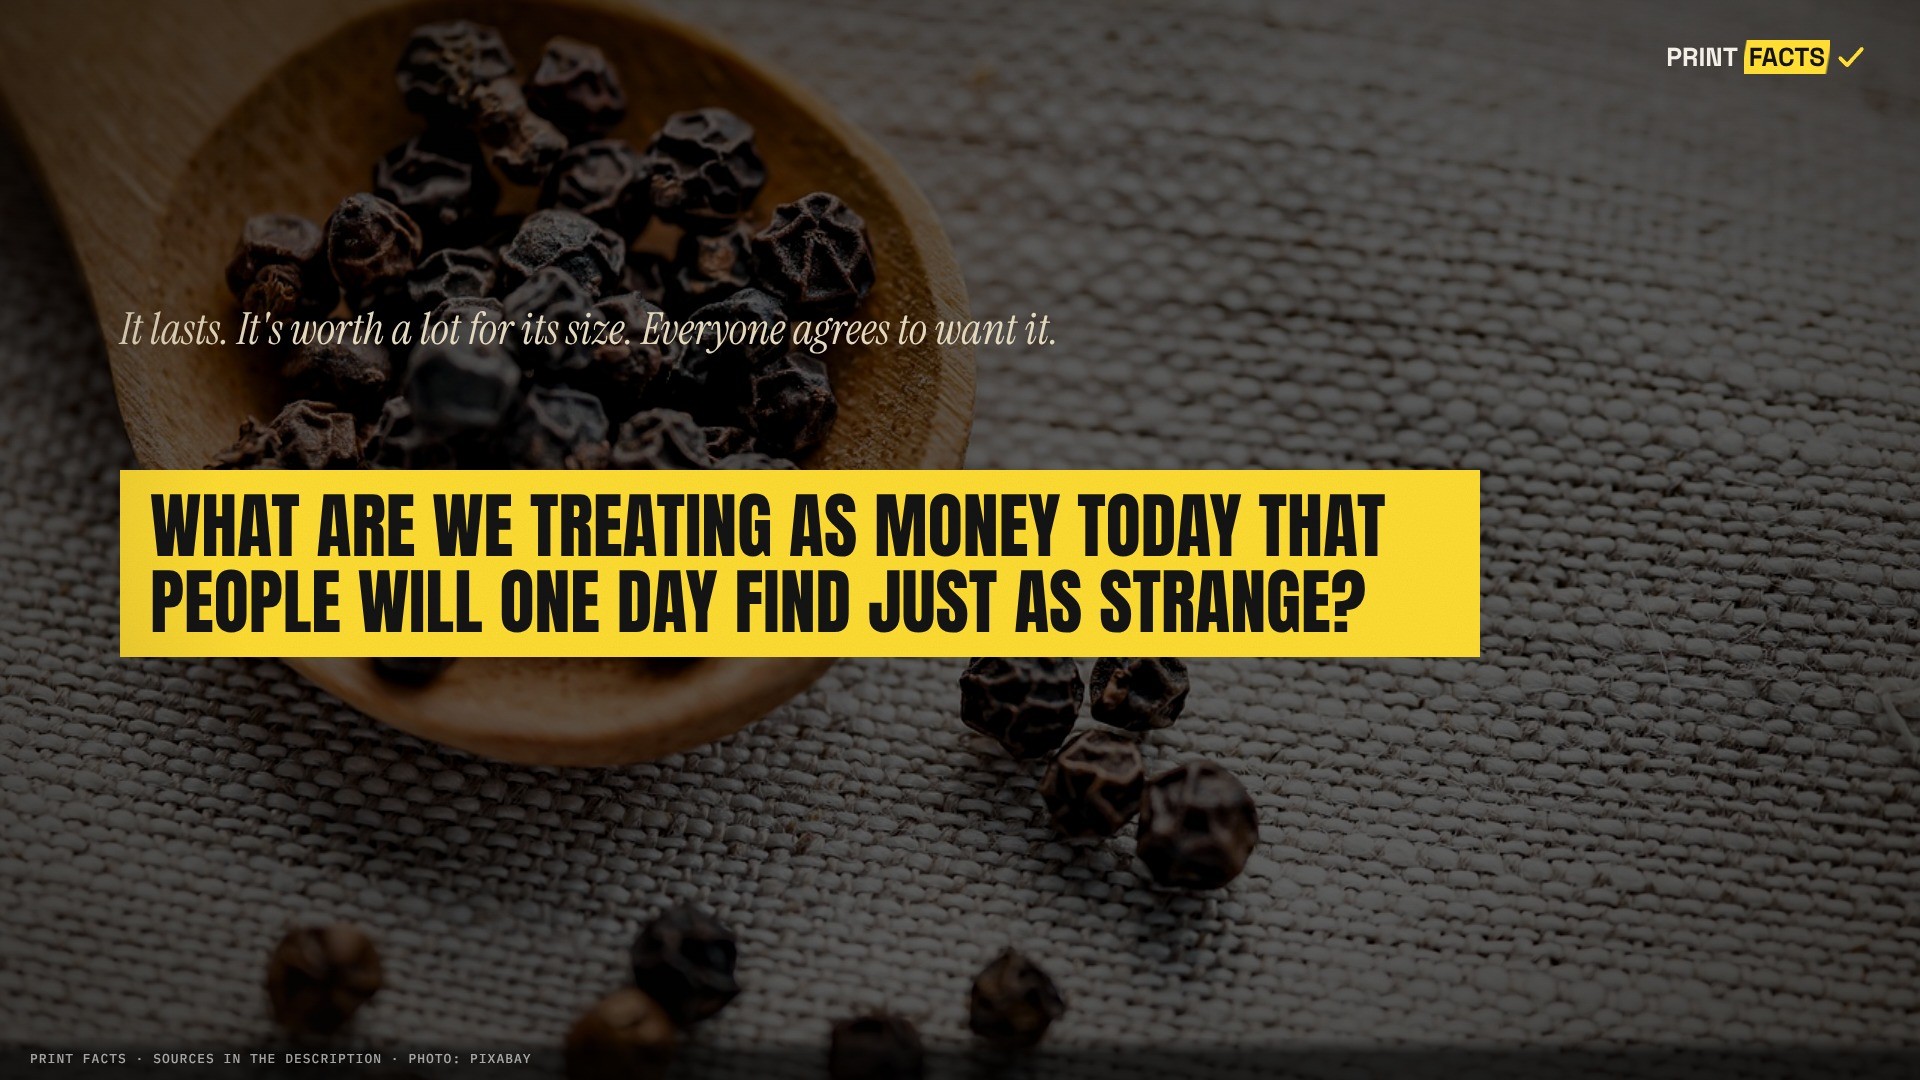 PRINT FACTS
It lasts. It's worth a lot for its size. Everyone agrees to want it.
WHAT ARE WE TREATING AS MONEY TODAY THAT
PEOPLE WILL ONE DAY FIND JUST AS STRANGE?
PRINT FACTS · SOURCES IN THE DESCRIPTION · PHOTO: PIXABAY